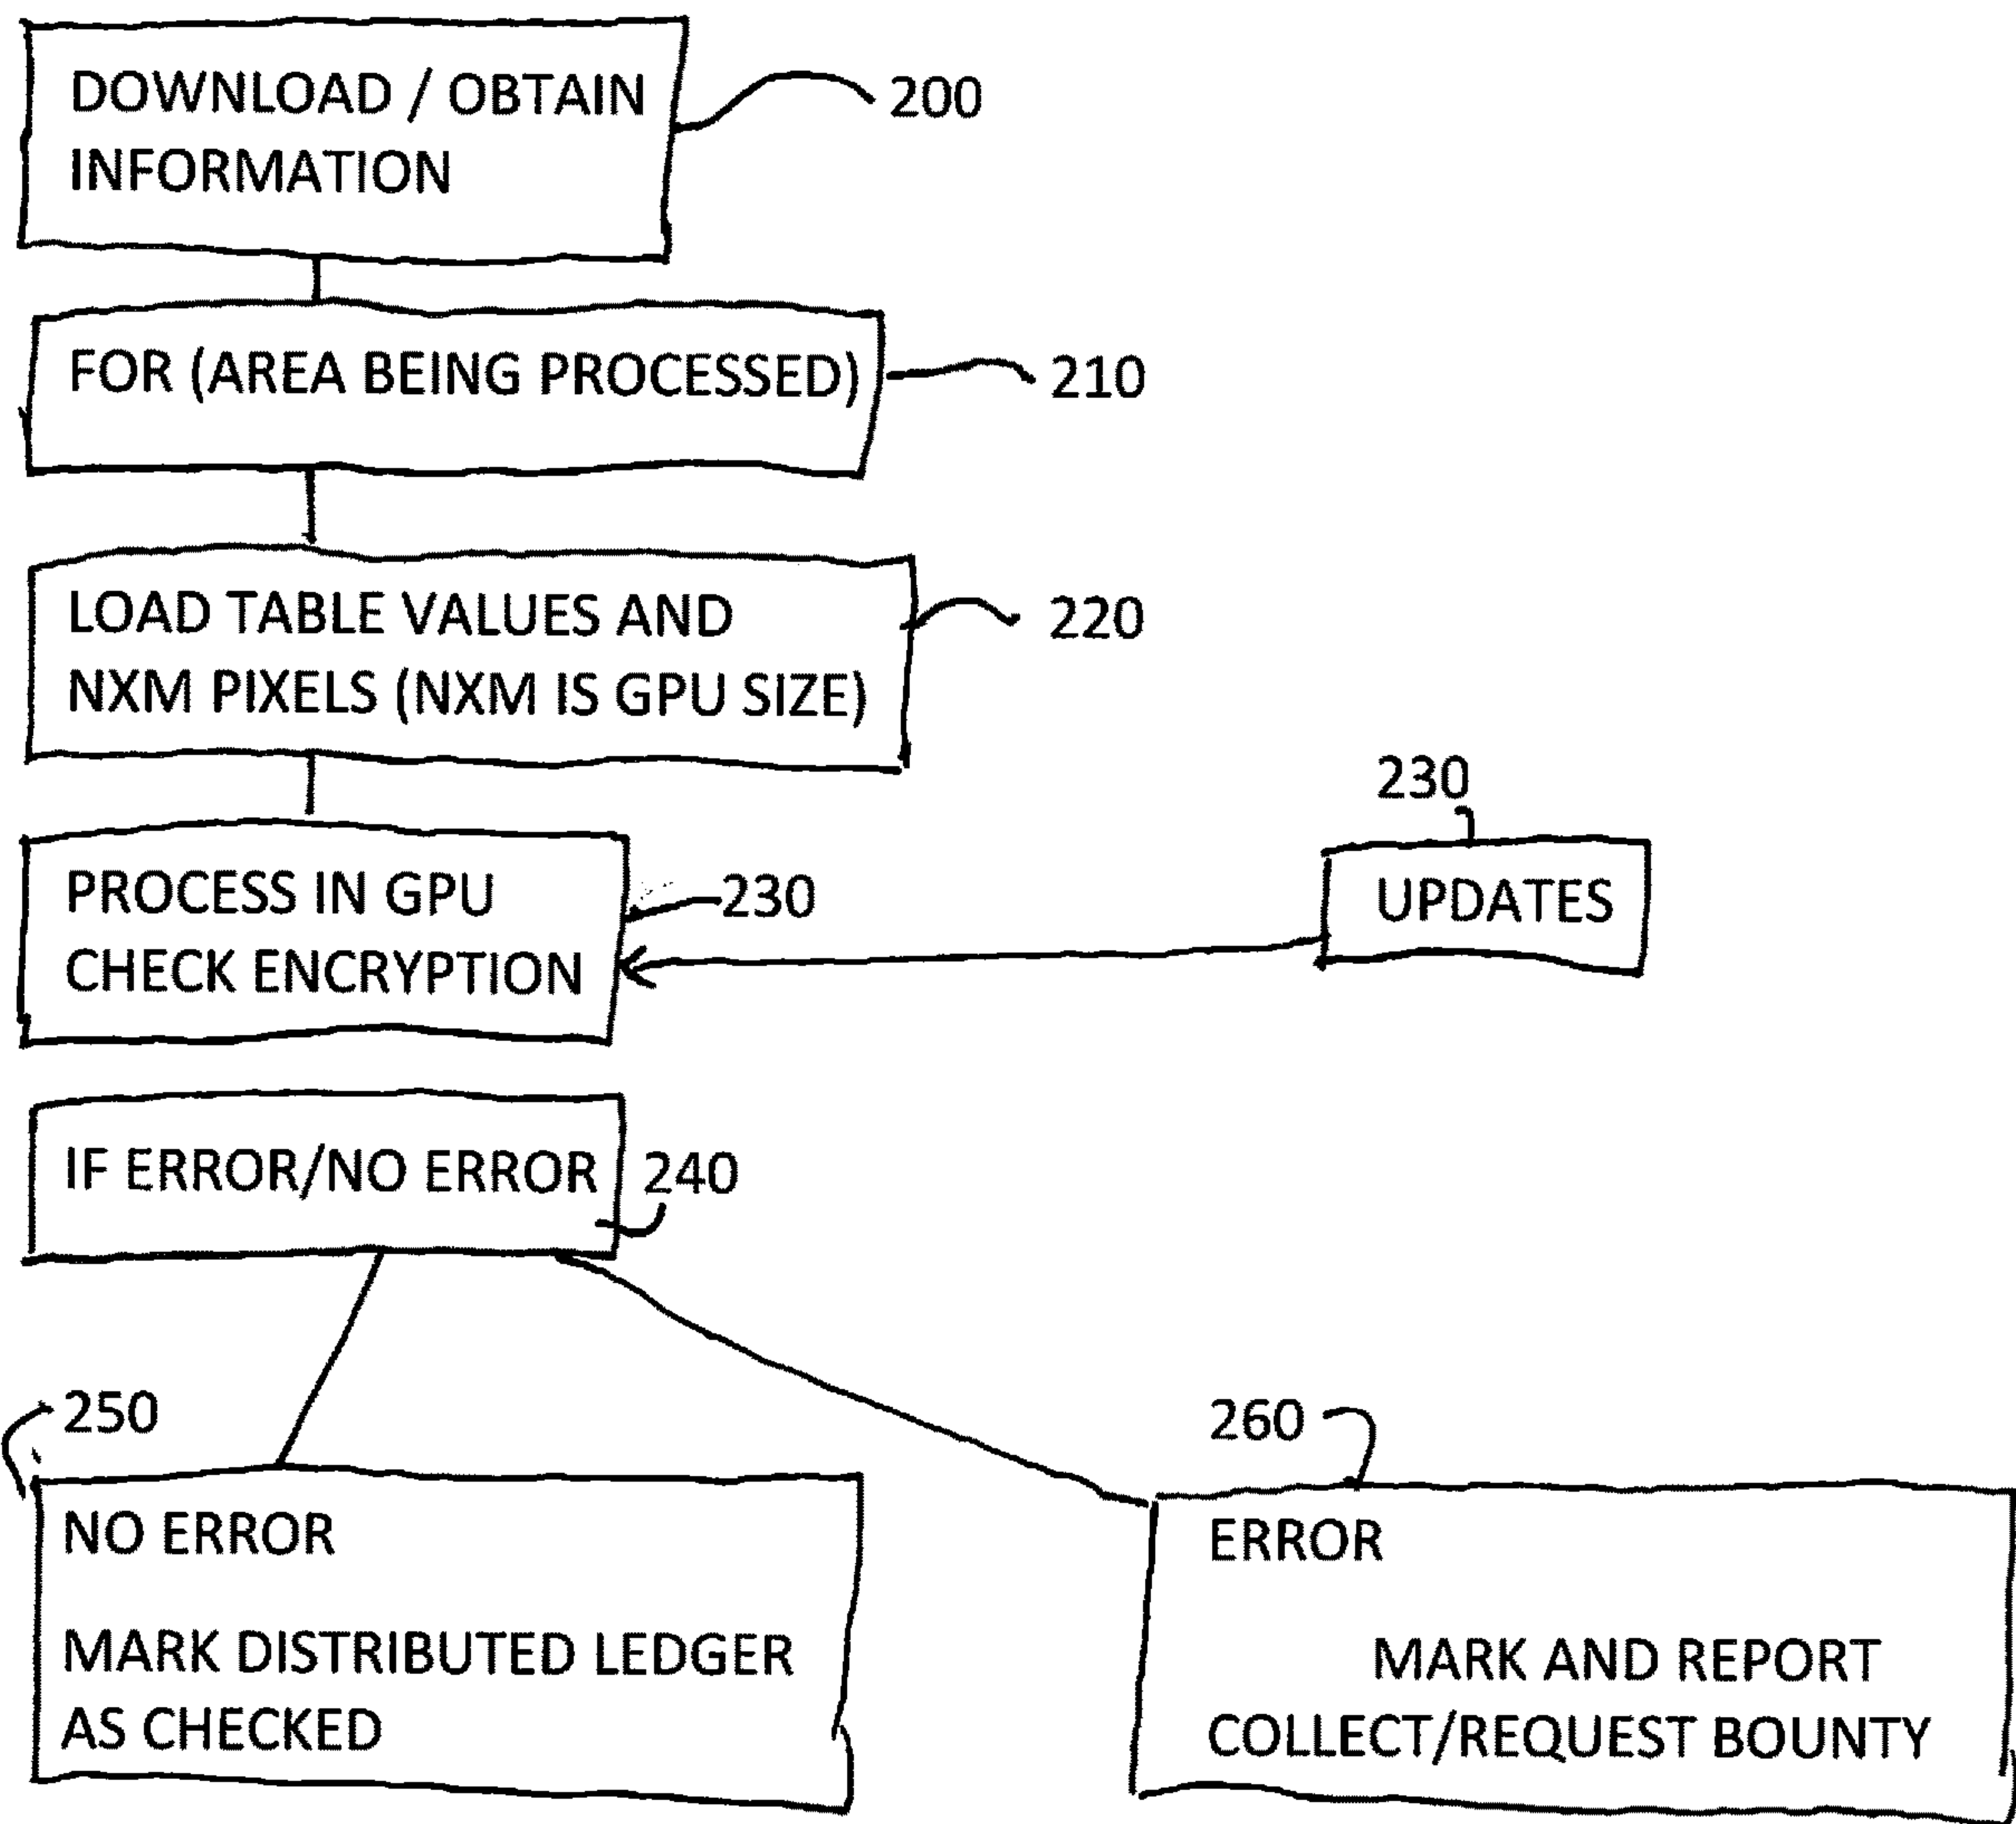 DOWNLOAD / OBTAIN
INFORMATION
200
FOR (AREA BEING PROCESSED)
210
LOAD TABLE VALUES AND
NXM PIXELS (NXM IS GPU SIZE)
220
PROCESS IN GPU
CHECK ENCRYPTION
230
230
UPDATES
IF ERROR/NO ERROR
240
250
NO ERROR
MARK DISTRIBUTED LEDGER
AS CHECKED
260
ERROR
MARK AND REPORT
COLLECT/REQUEST BOUNTY